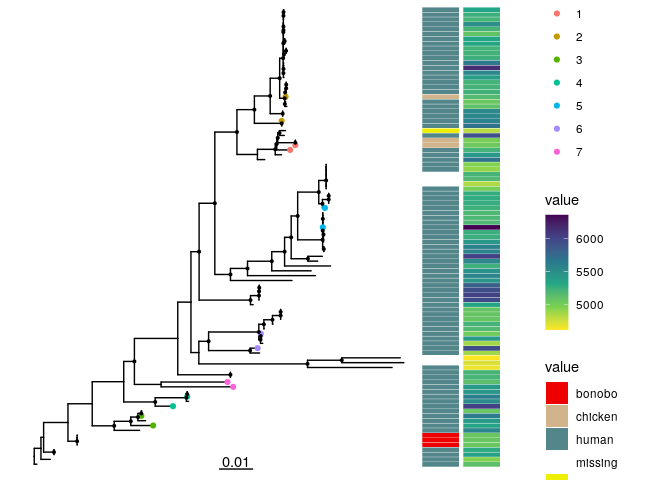 1
2
3
4
5
6
7
value
6000
5500
5000
value
bonobo
chicken
human
missing
0.01